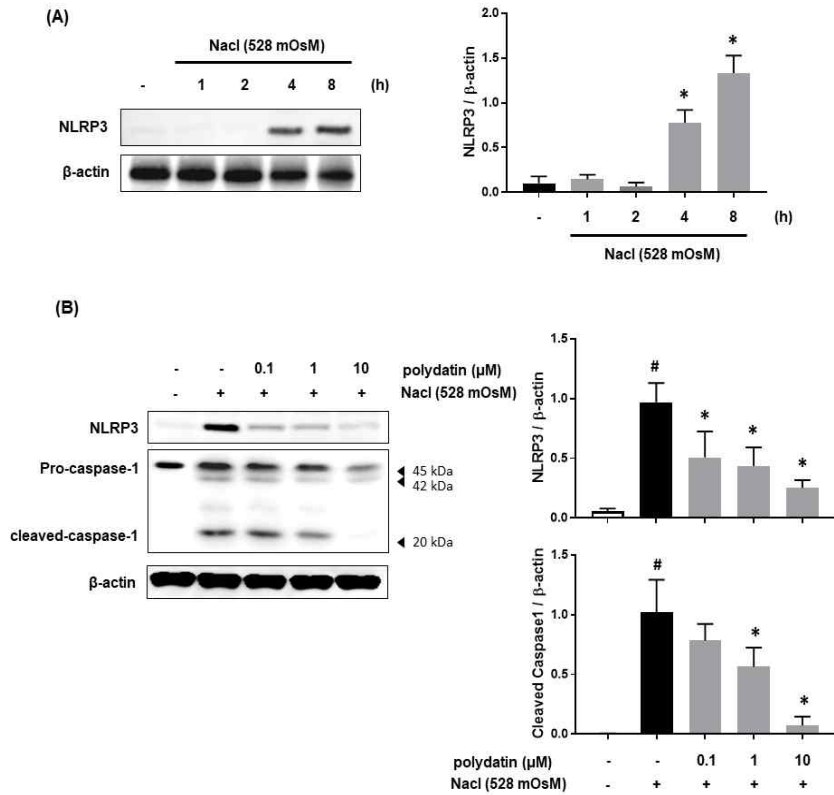 (A)
NacI (528 mOsM)
- 1 2 4 8 (h)
NLRP3
β-actin
NLRP3 / β-actin
2.0
1.5
1.0
0.5
0.0
* *
- 1 2 4 8 (h)
NacI (528 mOsM)
(B)
- - 0.1 1 10 polydatin (μM)
- + + + + NacI (528 mOsM)
NLRP3
Pro-caspase-1
45 kDa
42 kDa
cleaved-caspase-1
20 kDa
β-actin
NLRP3 / β-actin
1.5
1.0
0.5
0.0
# * * *
Cleaved Caspase1 / β-actin
1.5
1.0
0.5
0.0
# * *
polydatin (μM) - - 0.1 1 10
NacI (528 mOsM) - + + + +